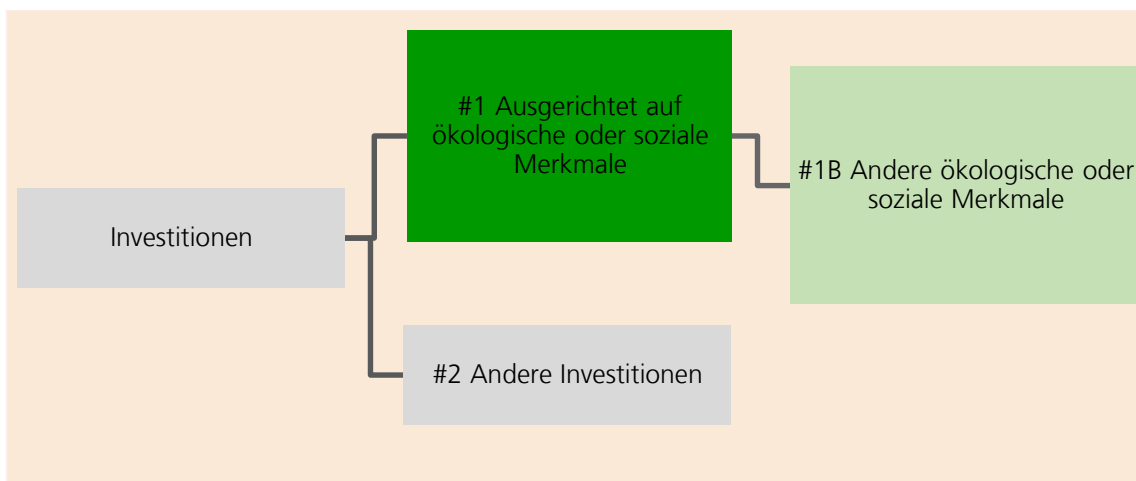 #1 Ausgerichtet auf
ökologische oder soziale
Merkmale
#1B Andere ökologische oder
soziale Merkmale
Investitionen
#2 Andere Investitionen